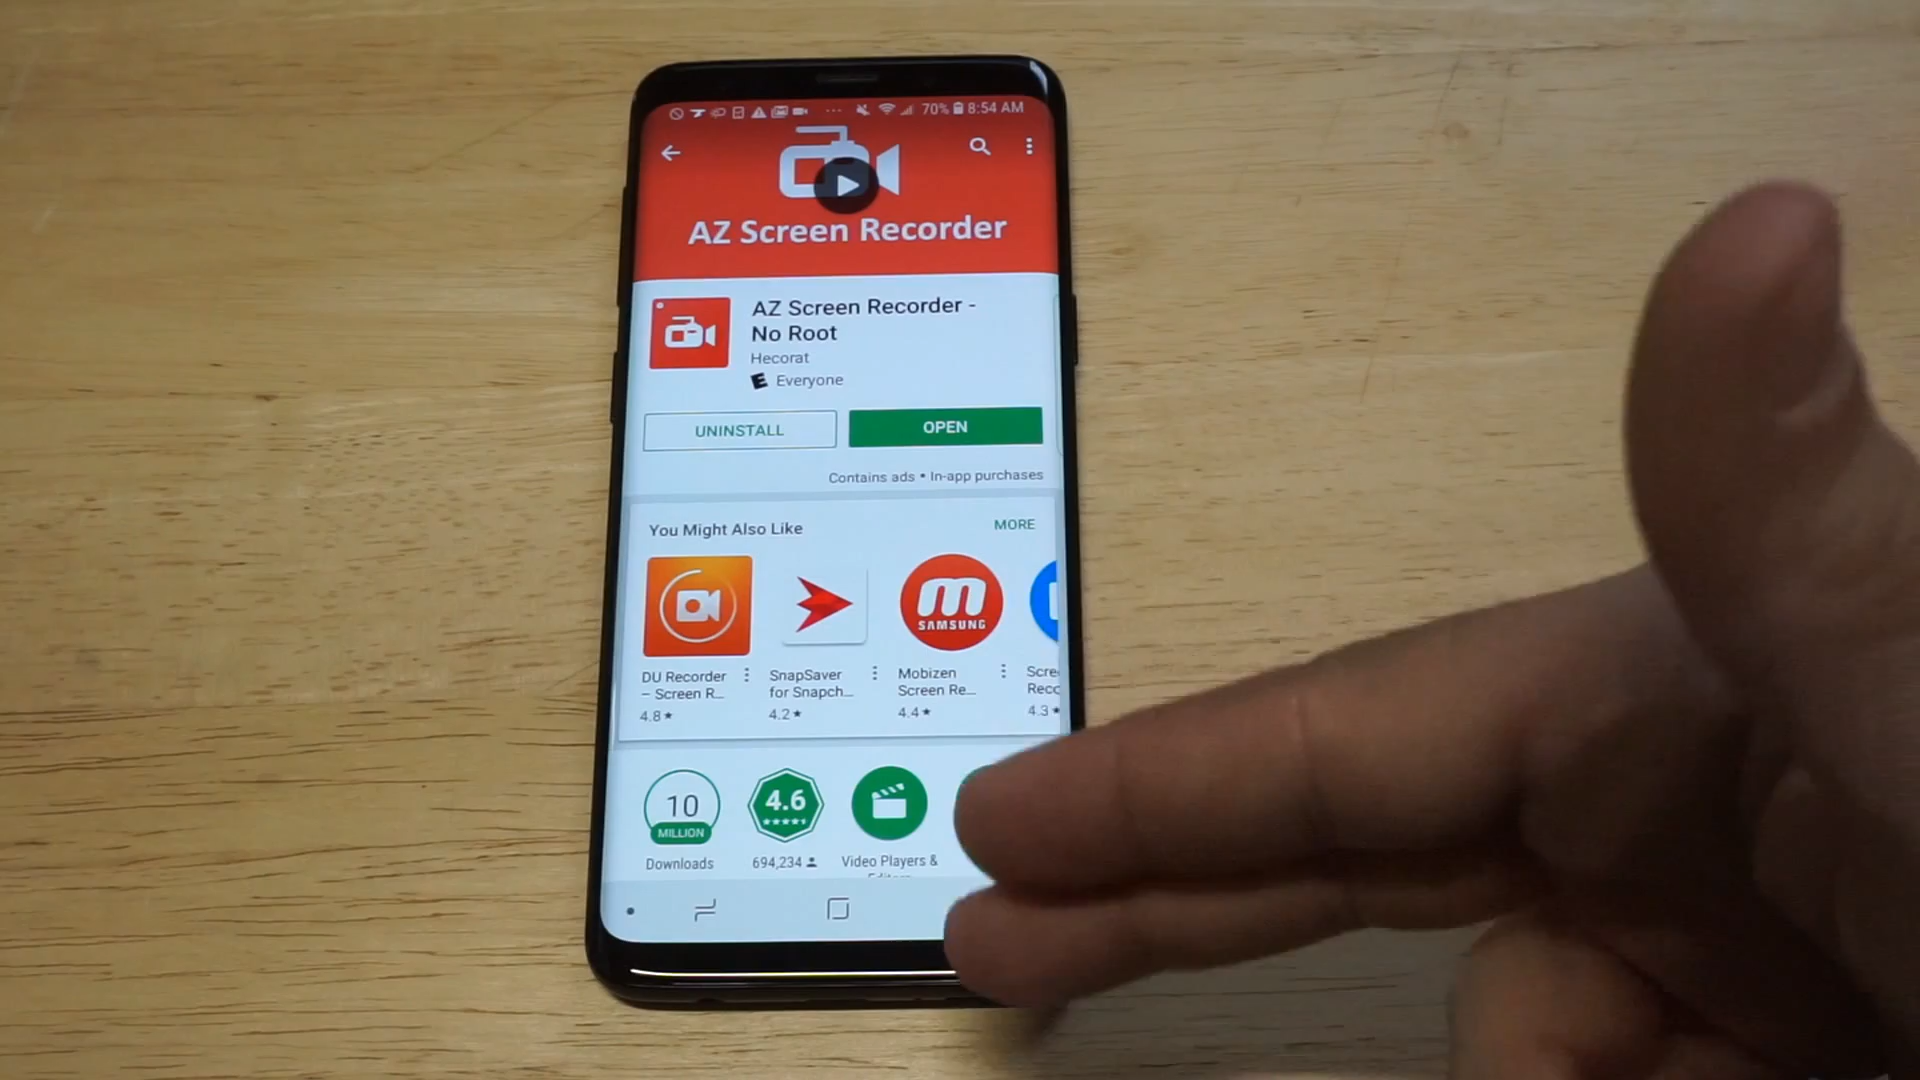 70% 8:54 AM
AZ Screen Recorder
AZ Screen Recorder -
No Root
Hecorat
E Everyone
UNINSTALL
OPEN
Contains ads • In-app purchases
You Might Also Like
MORE
m
SAMSUNG
DU Recorder
– Screen R...
4.8★
SnapSaver
for Snapch...
4.2★
Mobizen
Screen Re...
4.4★
4.3★
10
MILLION
Downloads
4.6
694,234
Video Players &